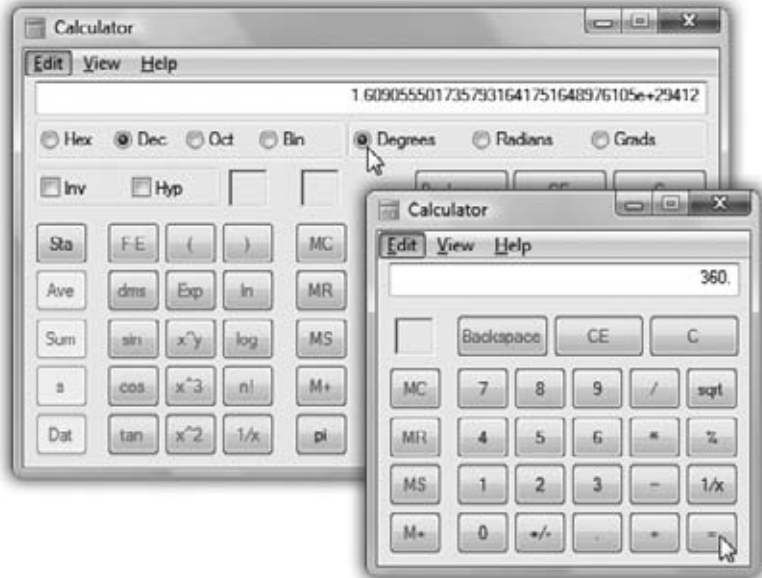 Calculator
Edit View Help
1.6090555017357931641751648976105e+29412
Hex Dec Oct Bin Degrees Radians Grads
Inv Hyp
Sta F-E ( ) MC
Ave dms Exp ln MR
Sum sin x^y log MS
s cos x^3 n! M+
Dat tan x^2 1/x pi
Calculator
Edit View Help
360.
Backspace CE C
MC 7 8 9 / sqrt
MR 4 5 6 * %
MS 1 2 3 - 1/x
M+ 0 +/- . + =